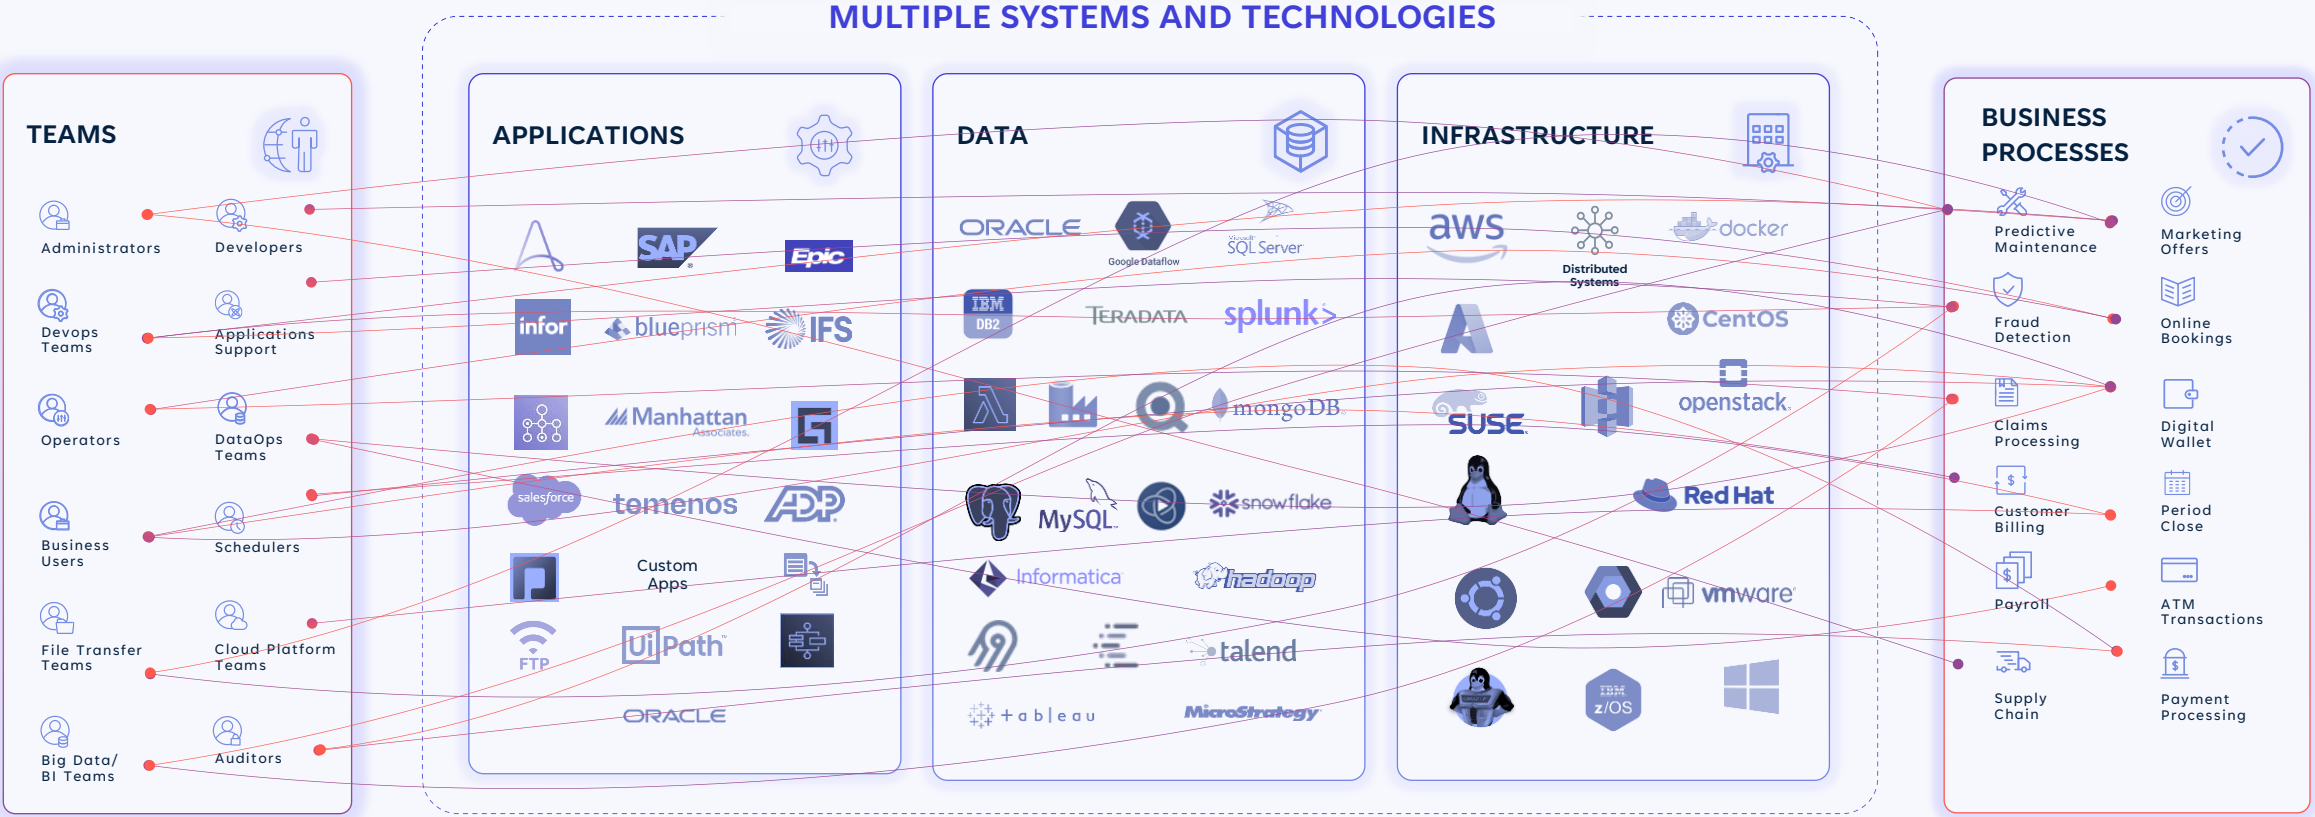 MULTIPLE SYSTEMS AND TECHNOLOGIES
TEAMS
Administrators
Developers
Devops
Teams
Applications
Support
Operators
DataOps
Teams
Business
Users
Schedulers
File Transfer
Teams
Cloud Platform
Teams
Big Data/
BI Teams
Auditors
APPLICATIONS
SAP
Epic
infor
blueprism
IFS
Manhattan
Associates.
salesforce
temenos
ADP
Custom
Apps
FTP
UiPath
ORACLE
DATA
ORACLE
Google Dataflow
Microsoft
SQL Server
IBM
DB2
TERADATA
splunk>
mongoDB
MySQL
snowflake
Informatica
hadoop
talend
+ableau
MicroStrategy
INFRASTRUCTURE
aws
Distributed
Systems
docker
CentOS
SUSE
openstack
Red Hat
vmware
IBM
z/OS
BUSINESS
PROCESSES
Predictive
Maintenance
Marketing
Offers
Fraud
Detection
Online
Bookings
Claims
Processing
Digital
Wallet
Customer
Billing
Period
Close
Payroll
ATM
Transactions
Supply
Chain
Payment
Processing